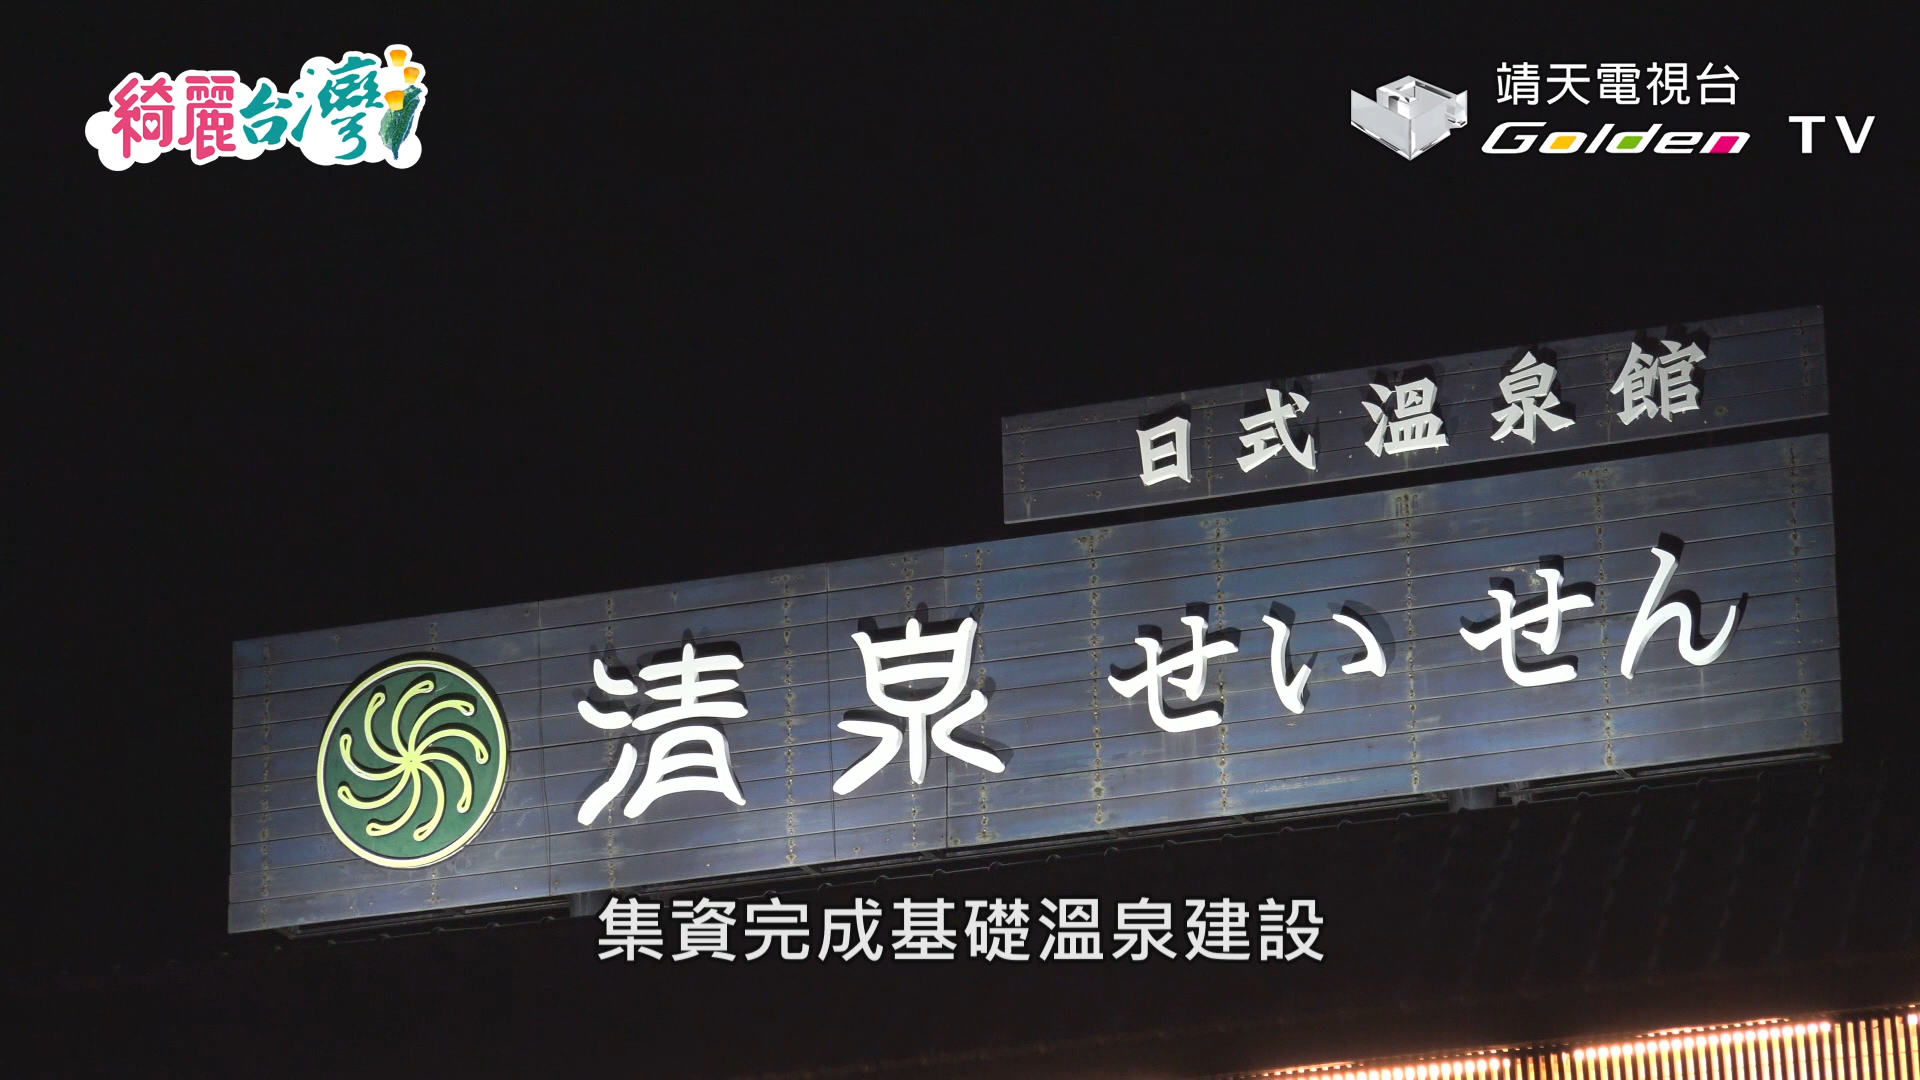 綺麗台灣
靖天電視台
Golden TV
日式溫泉館
清泉 せいせん
集資完成基礎溫泉建設